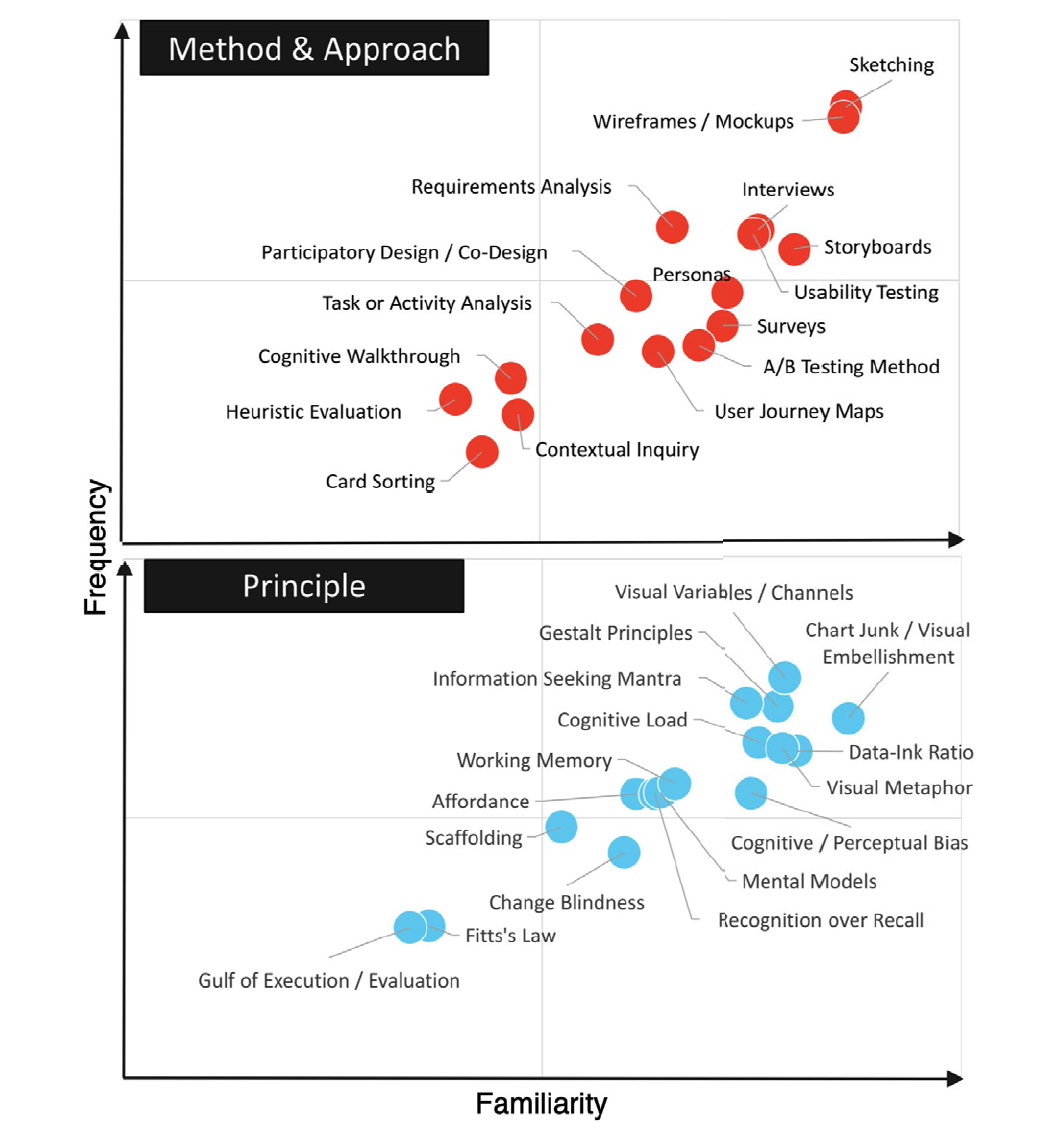 Method & Approach
Sketching
Wireframes / Mockups
Requirements Analysis
Interviews
Storyboards
Participatory Design / Co-Design
Personas
Usability Testing
Task or Activity Analysis
Surveys
Cognitive Walkthrough
A/B Testing Method
Heuristic Evaluation
User Journey Maps
Contextual Inquiry
Card Sorting
Frequency
Principle
Visual Variables / Channels
Gestalt Principles
Chart Junk / Visual
Embellishment
Information Seeking Mantra
Cognitive Load
Data-Ink Ratio
Working Memory
Visual Metaphor
Affordance
Scaffolding
Cognitive / Perceptual Bias
Mental Models
Change Blindness
Recognition over Recall
Fitts's Law
Gulf of Execution / Evaluation
Familiarity